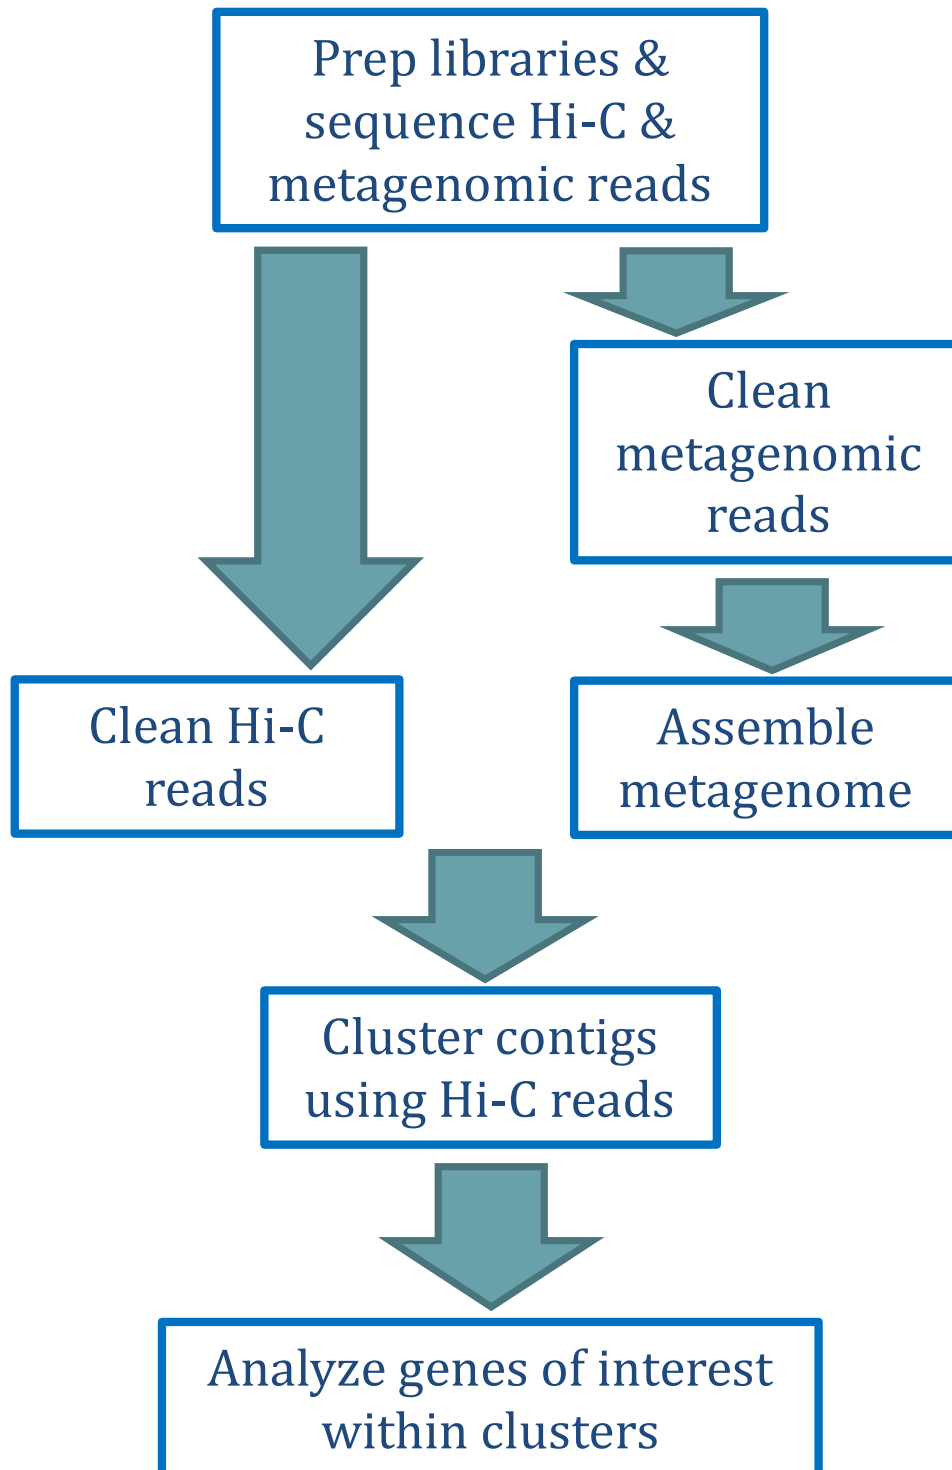 Prep libraries &
sequence Hi-C &
metagenomic reads
Clean
metagenomic
reads
Clean Hi-C
reads
Assemble
metagenome
Cluster contigs
using Hi-C reads
Analyze genes of interest
within clusters